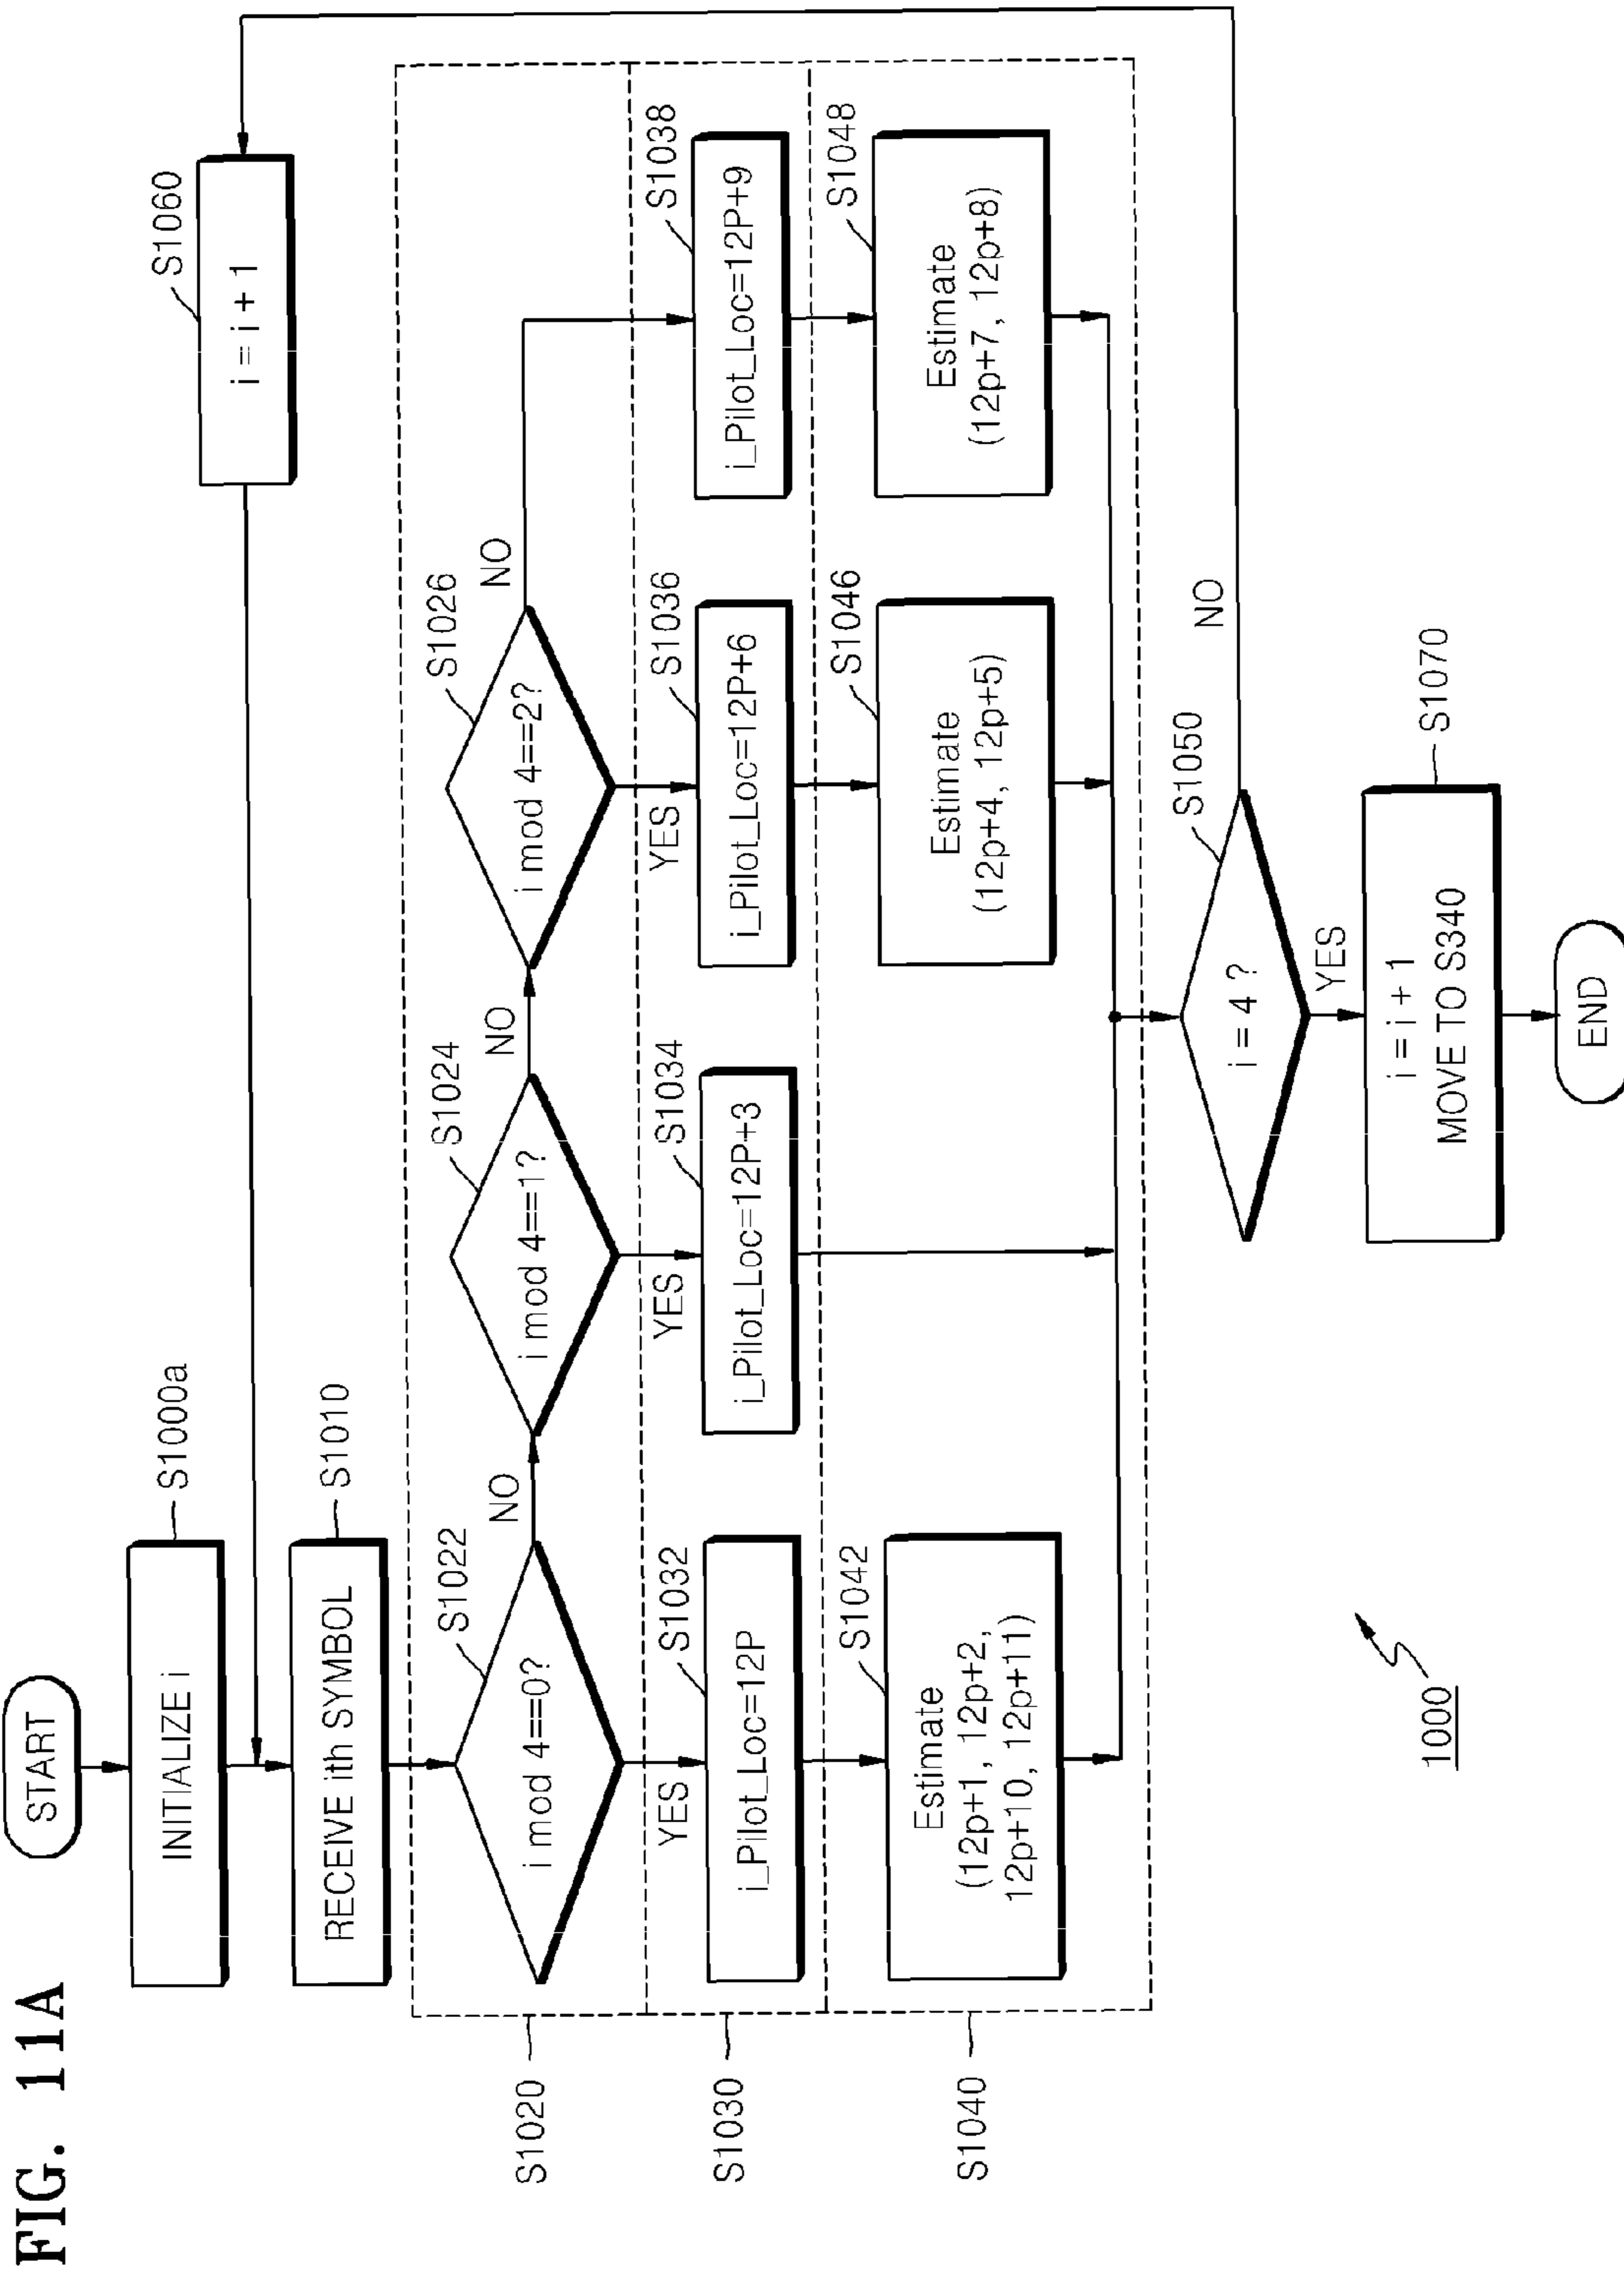 FIG. 11A
START
INITIALIZE i
S1000a
i = i + 1
S1060
RECEIVE ith SYMBOL
S1010
S1020
i mod 4==0?
S1022
NO
i mod 4==1?
S1024
NO
i mod 4==2?
S1026
NO
YES
YES
YES
S1030
i_Pilot_Loc=12P
S1032
i_Pilot_Loc=12P+3
S1034
i_Pilot_Loc=12P+6
S1036
i_Pilot_Loc=12P+9
S1038
S1040
Estimate
(12p+1, 12p+2,
12p+10, 12p+11)
S1042
Estimate
(12p+4, 12p+5)
S1046
Estimate
(12p+7, 12p+8)
S1048
i = 4 ?
S1050
NO
YES
i = i + 1
MOVE TO S340
S1070
END
1000